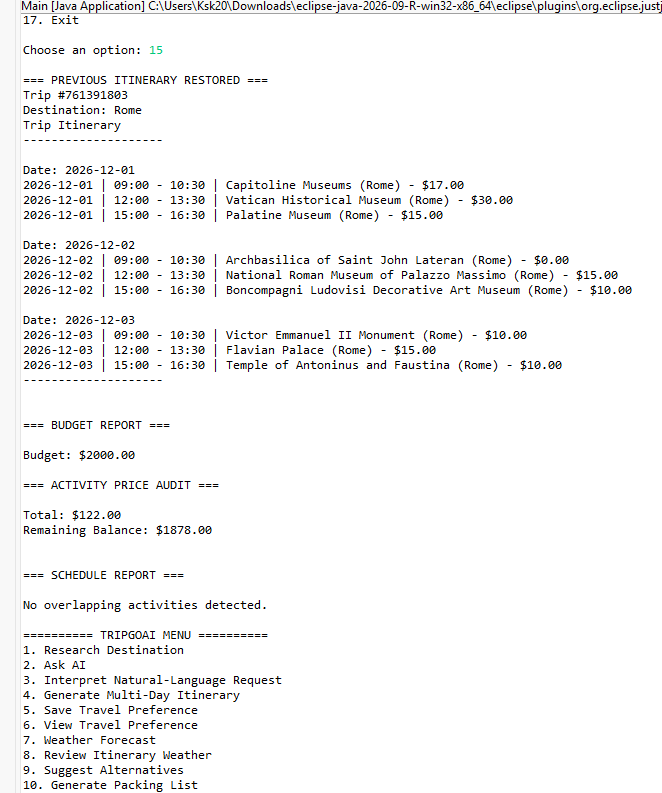 Main [Java Application] C:\Users\Ksk20\Downloads\eclipse-java-2026-09-R-win32-x86_64\eclipse\plugins\org.eclipse.justj
17. Exit
Choose an option: 15
=== PREVIOUS ITINERARY RESTORED ===
Trip #761391803
Destination: Rome
Trip Itinerary
--------------------
Date: 2026-12-01
2026-12-01 | 09:00 - 10:30 | Capitoline Museums (Rome) - $17.00
2026-12-01 | 12:00 - 13:30 | Vatican Historical Museum (Rome) - $30.00
2026-12-01 | 15:00 - 16:30 | Palatine Museum (Rome) - $15.00
Date: 2026-12-02
2026-12-02 | 09:00 - 10:30 | Archbasilica of Saint John Lateran (Rome) - $0.00
2026-12-02 | 12:00 - 13:30 | National Roman Museum of Palazzo Massimo (Rome) - $15.00
2026-12-02 | 15:00 - 16:30 | Boncompagni Ludovisi Decorative Art Museum (Rome) - $10.00
Date: 2026-12-03
2026-12-03 | 09:00 - 10:30 | Victor Emmanuel II Monument (Rome) - $10.00
2026-12-03 | 12:00 - 13:30 | Flavian Palace (Rome) - $15.00
2026-12-03 | 15:00 - 16:30 | Temple of Antoninus and Faustina (Rome) - $10.00
--------------------
=== BUDGET REPORT ===
Budget: $2000.00
=== ACTIVITY PRICE AUDIT ===
Total: $122.00
Remaining Balance: $1878.00
=== SCHEDULE REPORT ===
No overlapping activities detected.
========== TRIPGOAI MENU ==========
1. Research Destination
2. Ask AI
3. Interpret Natural-Language Request
4. Generate Multi-Day Itinerary
5. Save Travel Preference
6. View Travel Preference
7. Weather Forecast
8. Review Itinerary Weather
9. Suggest Alternatives
10. Generate Packing List